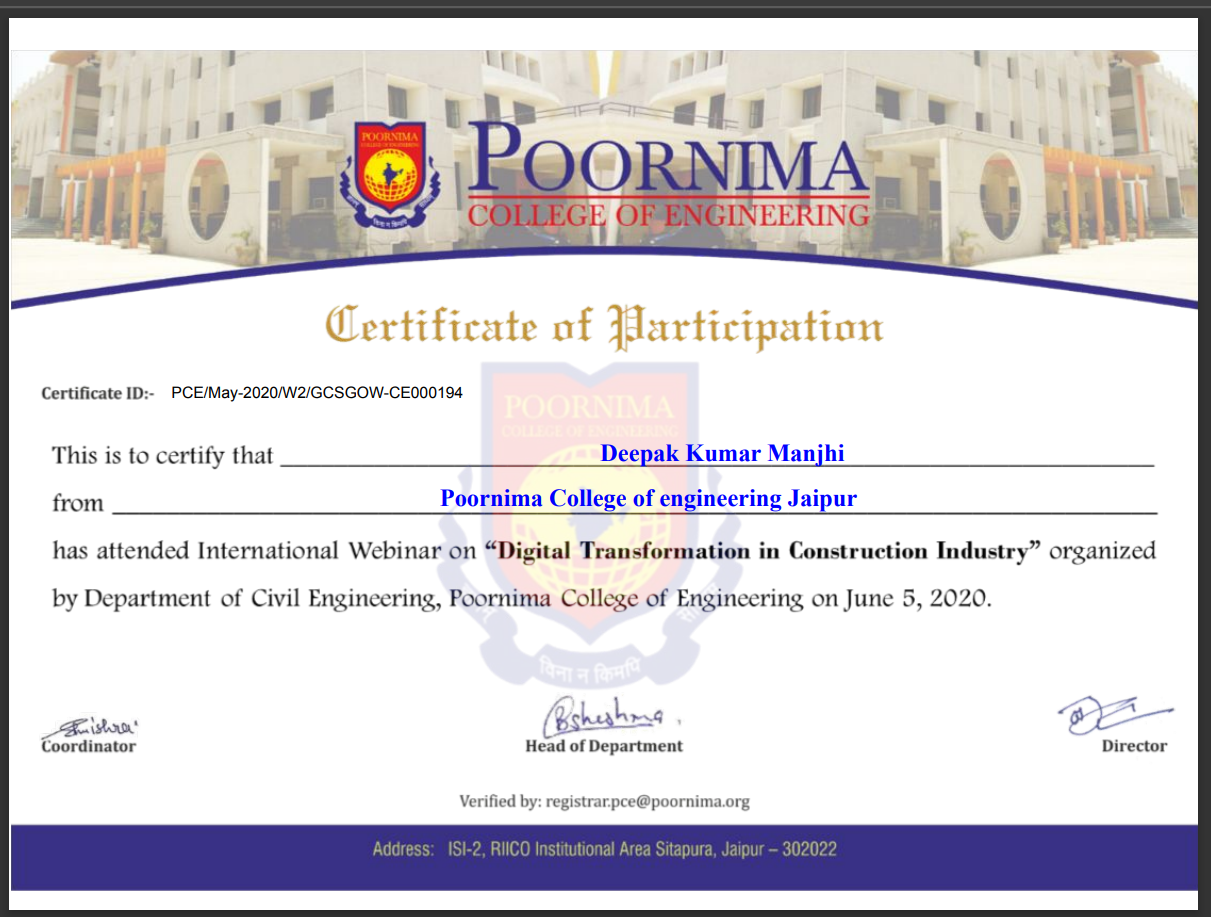 POORNIMA
COLLEGE OF ENGINEERING
विना न किमपि
POORNIMA
COLLEGE OF ENGINEERING
Certificate of Participation
Certificate ID:- PCE/May-2020/W2/GCSGOW-CE000194
POORNIMA
COLLEGE OF ENGINEERING
This is to certify that Deepak Kumar Manjhi
from Poornima College of engineering Jaipur
has attended International Webinar on “Digital Transformation in Construction Industry” organized
by Department of Civil Engineering, Poornima College of Engineering on June 5, 2020.
विना न किमपि
Bsheshma.
Coordinator
Head of Department
Director
Verified by: registrar.pce@poornima.org
Address: ISI-2, RIICO Institutional Area Sitapura, Jaipur – 302022